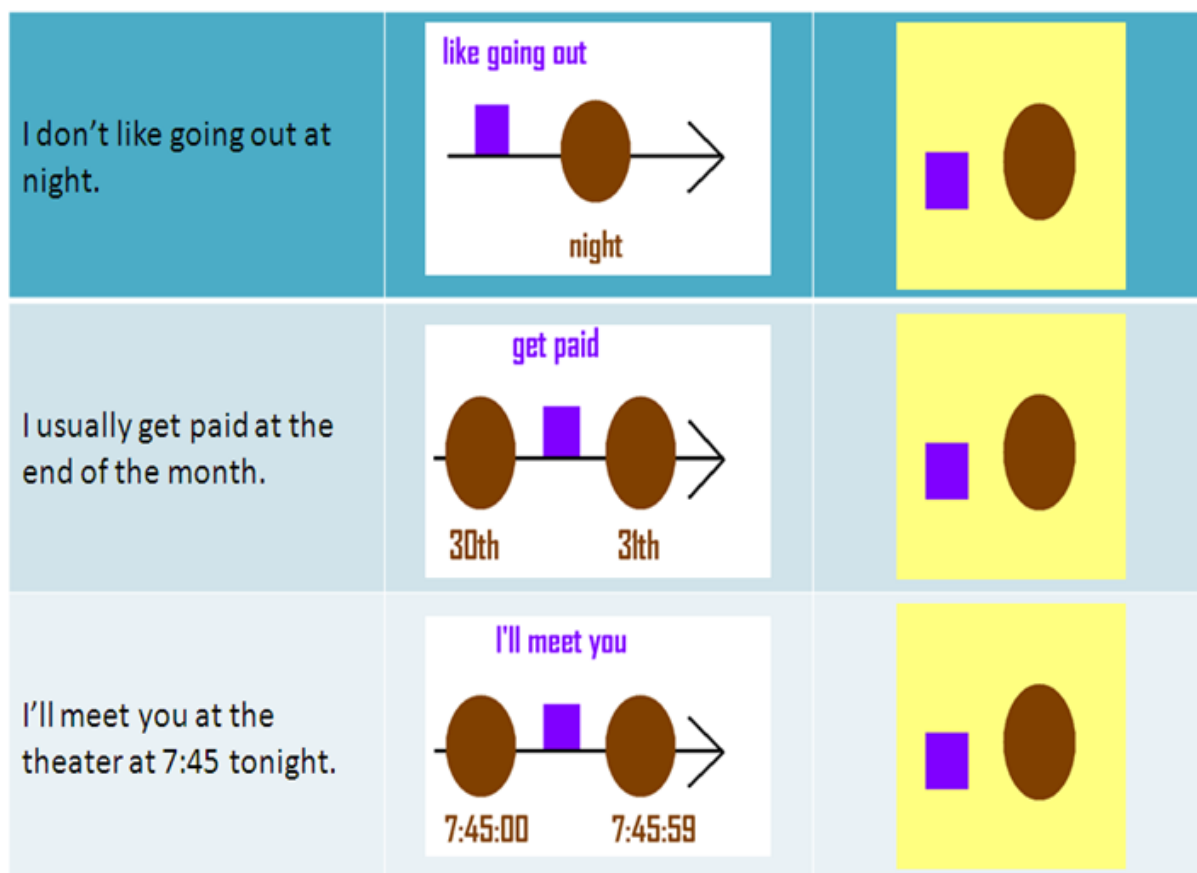 like going out
I don’t like going out at
night.
night
get paid
I usually get paid at the
end of the month.
30th
31th
I'll meet you
I’ll meet you at the
theater at 7:45 tonight.
7:45:00
7:45:59